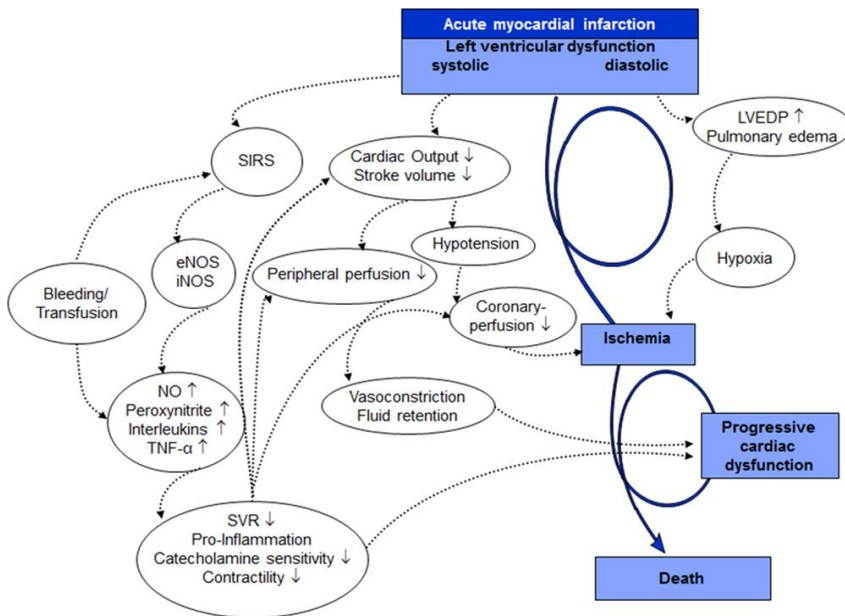 Acute myocardial infarction
Left ventricular dysfunction
systolic diastolic
LVEDP ↑
Pulmonary edema
SIRS
Cardiac Output ↓
Stroke volume ↓
Hypotension
eNOS
iNOS
Peripheral perfusion ↓
Hypoxia
Bleeding/
Transfusion
Coronary-
perfusion ↓
Ischemia
NO ↑
Peroxynitrite ↑
Interleukins ↑
TNF-α ↑
Vasoconstriction
Fluid retention
Progressive
cardiac
dysfunction
SVR ↓
Pro-Inflammation
Catecholamine sensitivity ↓
Contractility ↓
Death